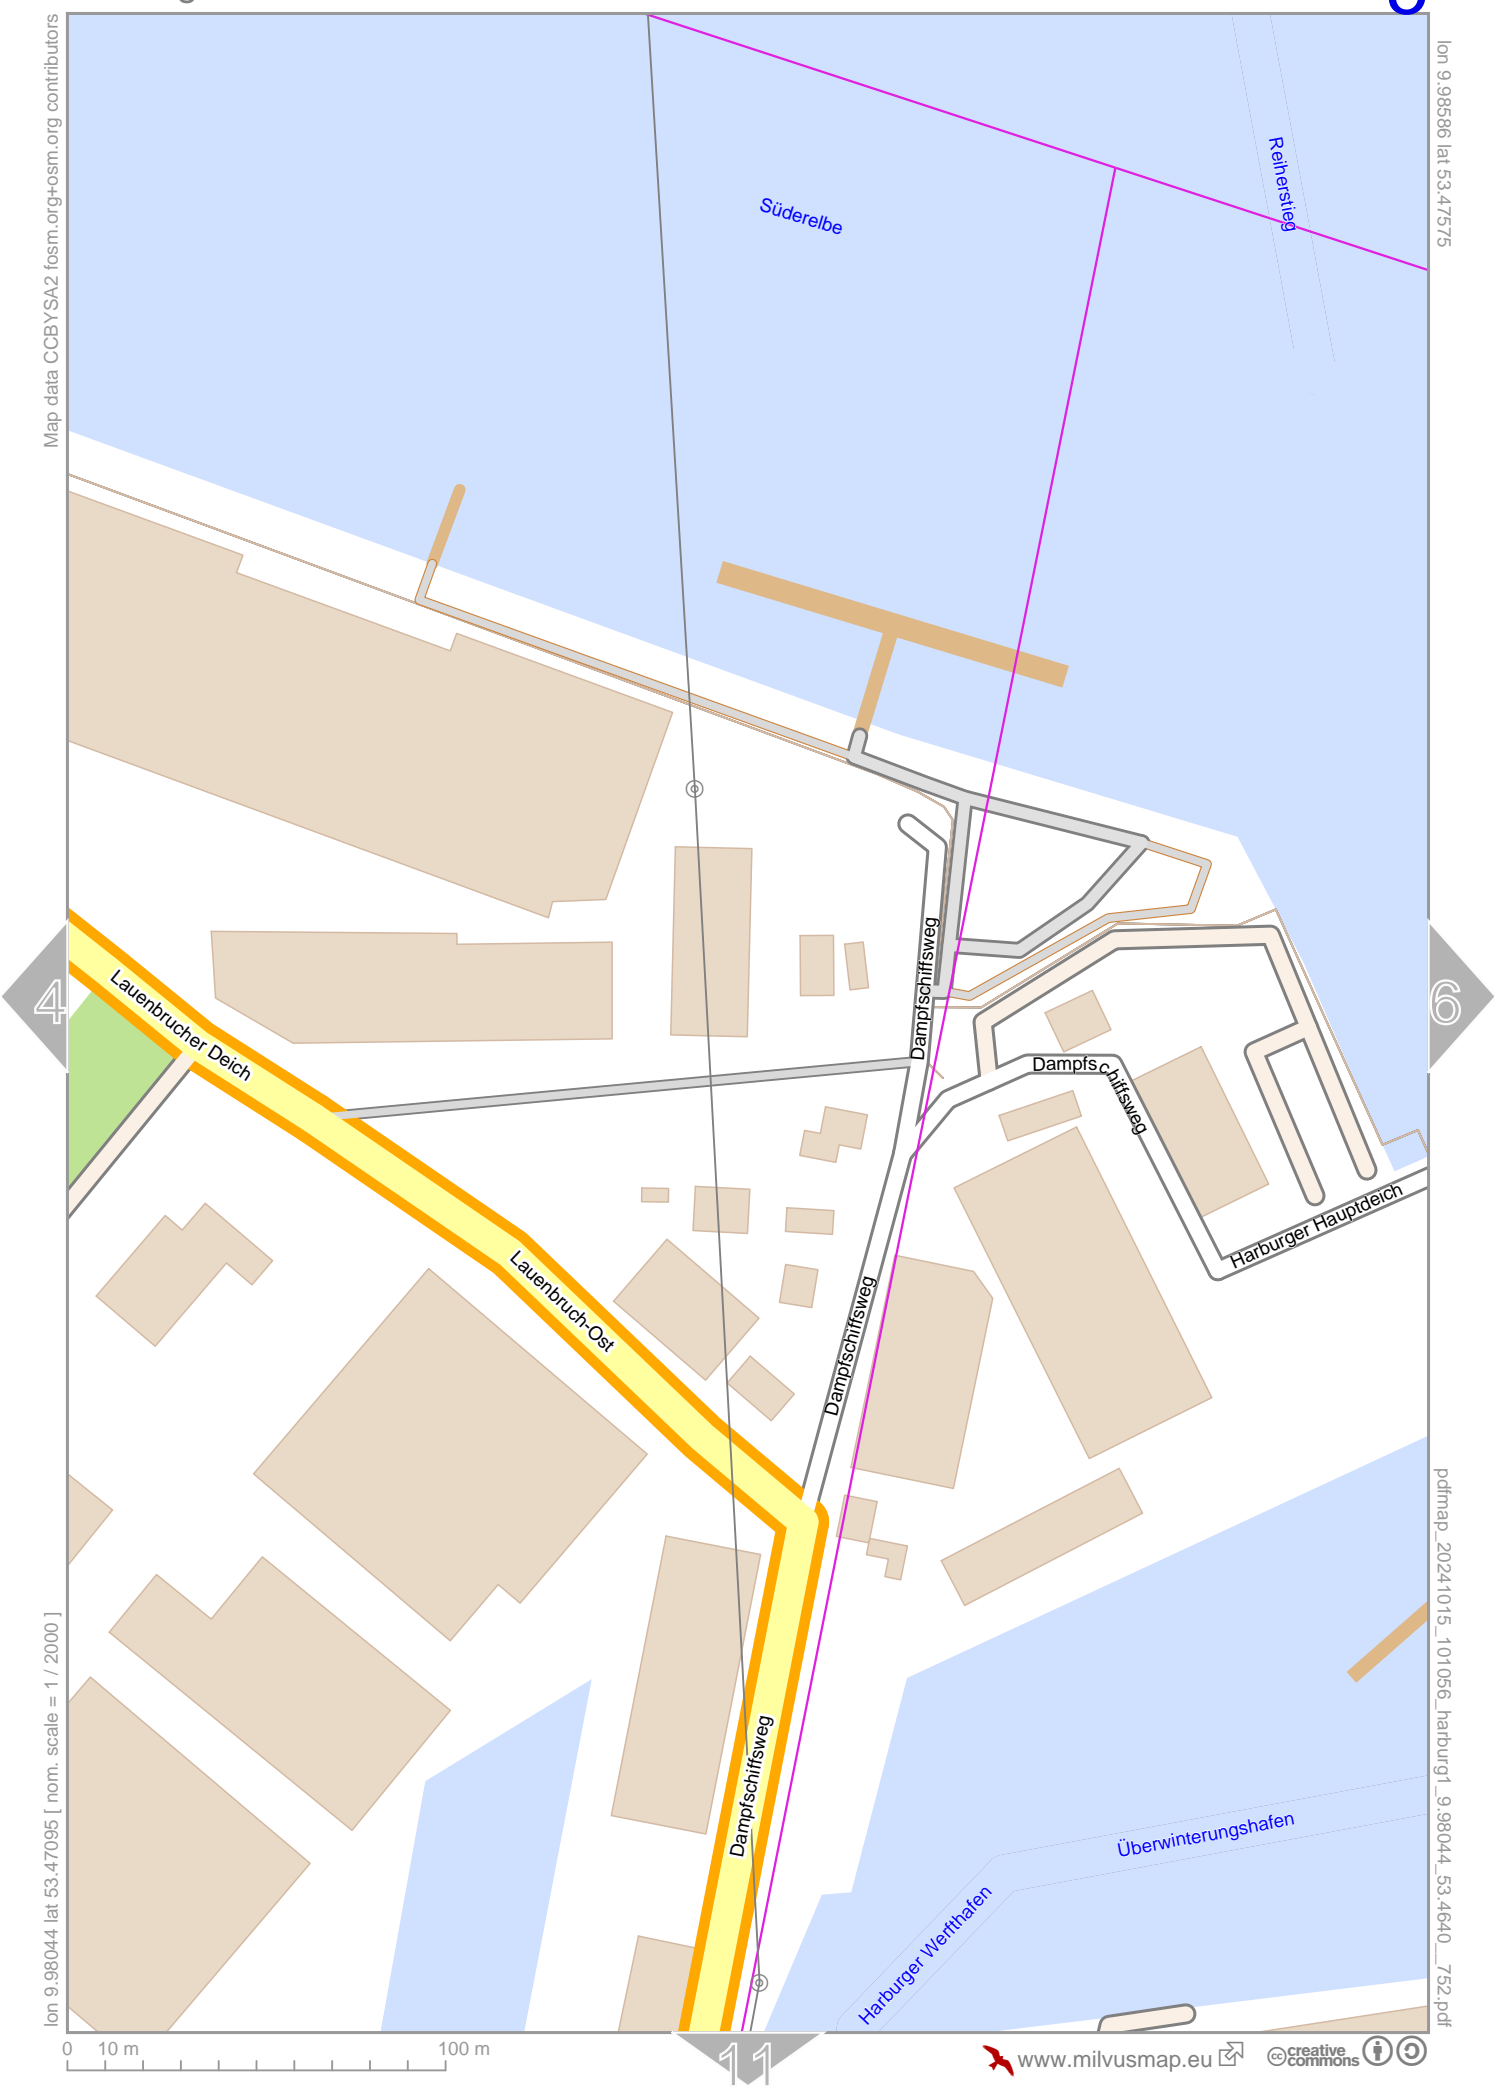 Map data CCBYSA2 fosm.org+osm.org contributors
lon 9.98586 lat 53.47575
Reiherstieg
Süderelbe
4
6
Lauenbrucher Deich
Dampfschiffsweg
Dampfschiffsweg
Harburger Hauptdeich
Lauenbruch-Ost
Dampfschiffsweg
Dampfschiffsweg
Überwinterungshafen
Harburger Werfthafen
lon 9.98044 lat 53.47095 [ nom. scale = 1 / 2000 ]
pdfmap_20241015_101056_harburg1_9.98044_53.4640__752.pdf
0 10 m 100 m
11
www.milvusmap.eu
cc creative commons